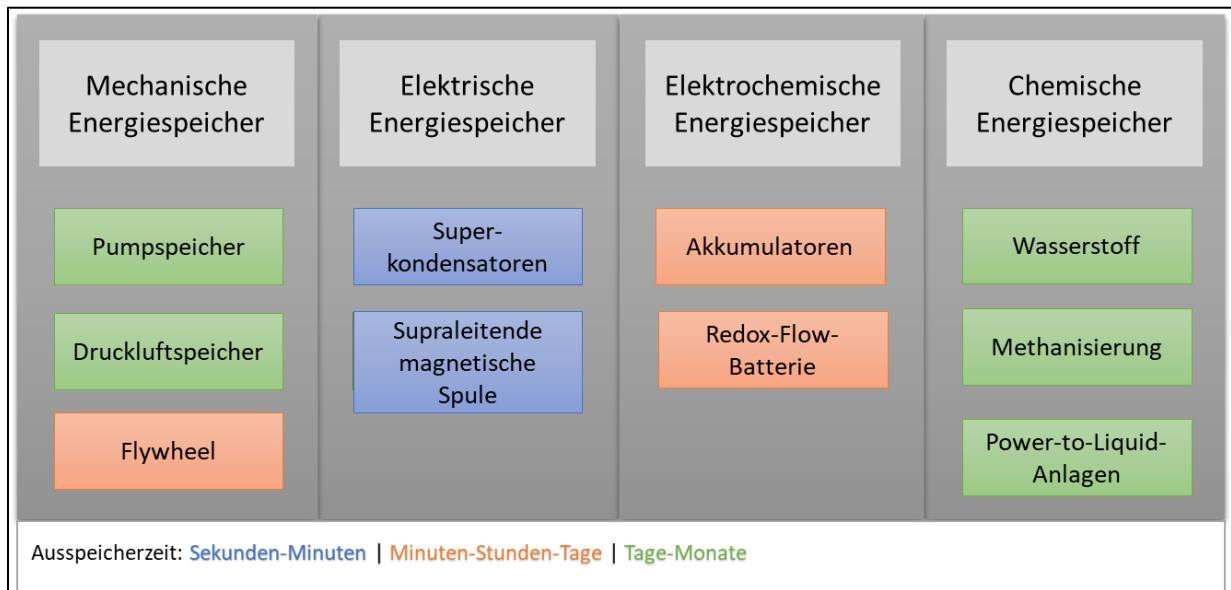 Mechanische
Energiespeicher
Elektrische
Energiespeicher
Elektrochemische
Energiespeicher
Chemische
Energiespeicher
Pumpspeicher
Druckluftspeicher
Flywheel
Super-
kondensatoren
Supraleitende
magnetische
Spule
Akkumulatoren
Redox-Flow-
Batterie
Wasserstoff
Methanisierung
Power-to-Liquid-
Anlagen
Ausspeicherzeit: Sekunden-Minuten | Minuten-Stunden-Tage | Tage-Monate